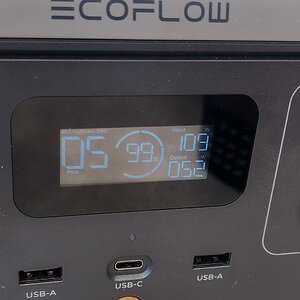 ECOFLOW
Input W
05 99% 109
Mins
Output W
052
USB-C
USB-A USB-A